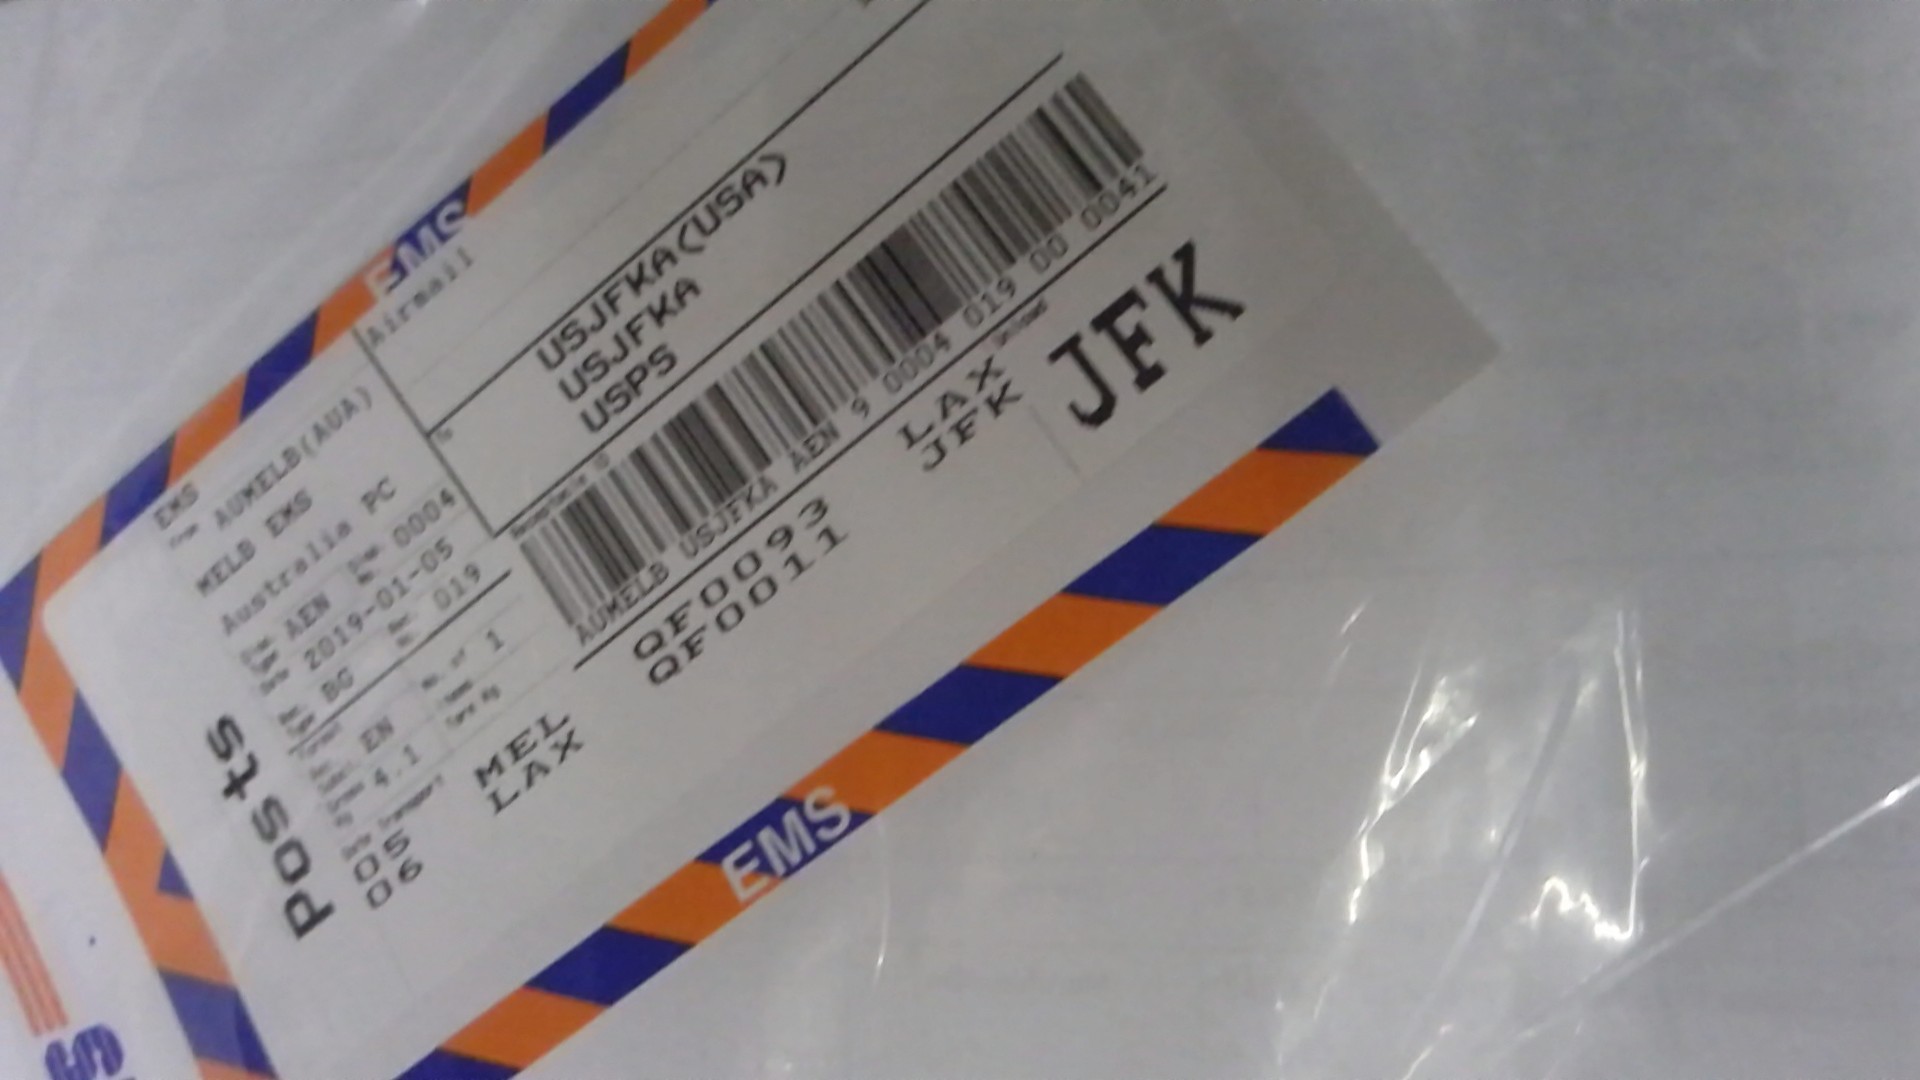 EMS
Airmail
EMS
AUMELB(AUA)
MELB EMS
Australia PC
AEN 0004
2019-01-05
BG 019
EN 1
4.1
Posts
USJFKA(USA)
USJFKA
USPS
AUMELB USJFKA AEN 9 0004 019 00 0041
05 MEL QF0093 LAX
06 LAX QF0011 JFK
JFK
EMS